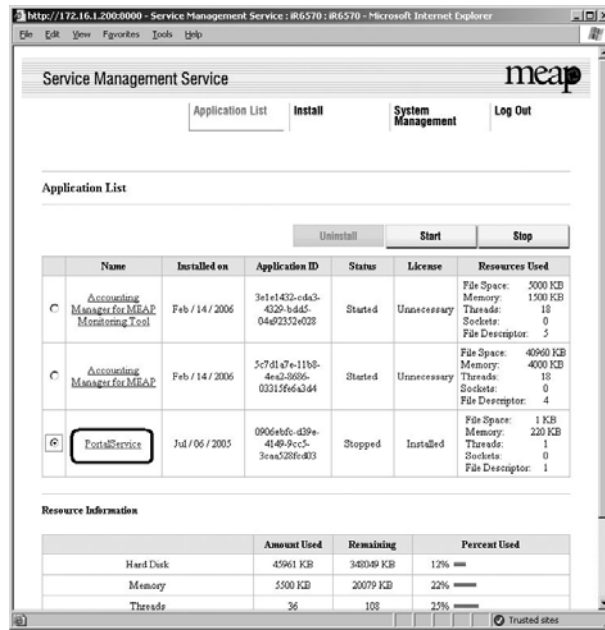 http://172.16.1.200:0000 - Service Management Service : iR6570 : iR6570 - Microsoft Internet Explorer
File Edit View Favorites Tools Help
Service Management Service
meap
Application List Install System Management Log Out
Application List
Uninstall Start Stop
Name Installed on Application ID Status License Resources Used
Accounting Manager for MEAP Monitoring Tool Feb / 14 / 2006 3e1e1432-cda3-4329-bdd5-04a92352e028 Started Unnecessary
File Space: 5000 KB
Memory: 1500 KB
Threads: 18
Sockets: 0
File Descriptor: 5
Accounting Manager for MEAP Feb / 14 / 2006 5c7d1a7e-11b8-4ea2-8686-03315fe6a3d4 Started Unnecessary
File Space: 40960 KB
Memory: 4000 KB
Threads: 18
Sockets: 0
File Descriptor: 4
PortalService Jul / 06 / 2005 0906ebfc-d39e-4149-9cc5-3caa528fcd03 Stopped Installed
File Space: 1 KB
Memory: 220 KB
Threads: 1
Sockets: 0
File Descriptor: 1
Resource Information
Amount Used Remaining Percent Used
Hard Disk 45961 KB 348049 KB 12%
Memory 5500 KB 20079 KB 22%
Threads 36 108 25%
Trusted sites